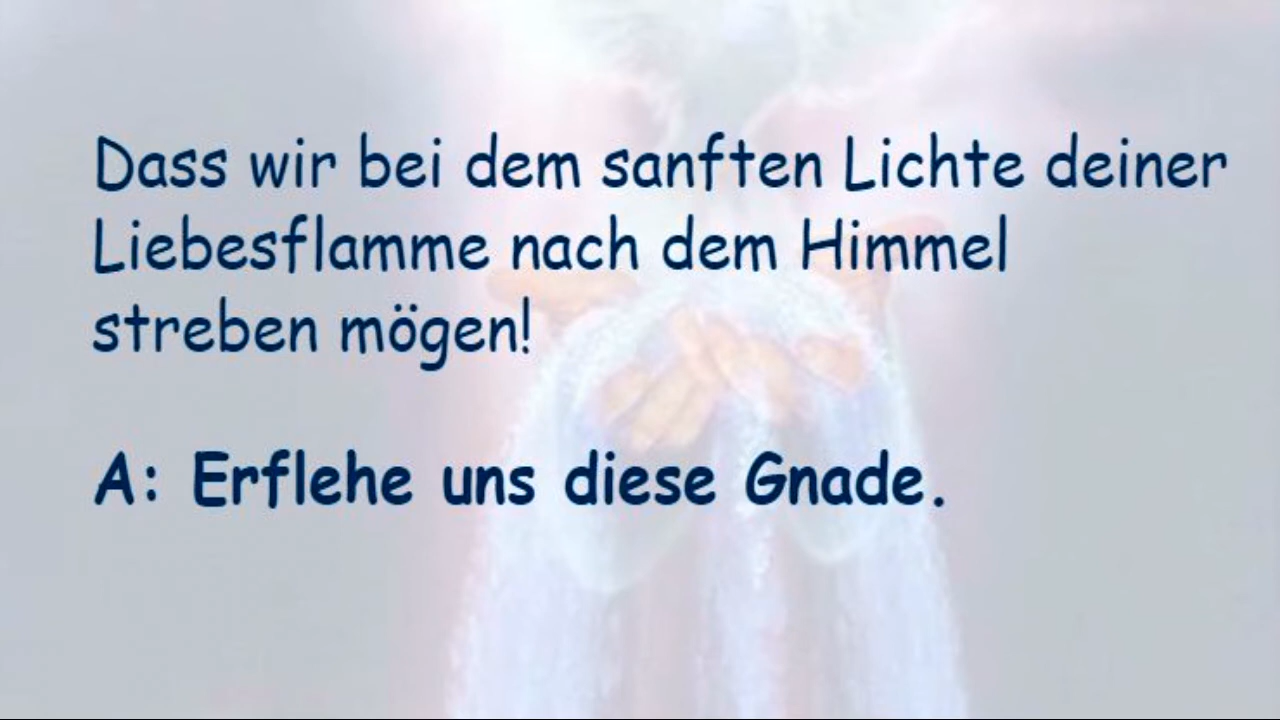 Dass wir bei dem sanften Lichte deiner
Liebesflamme nach dem Himmel
streben mögen!
A: Erflehe uns diese Gnade.